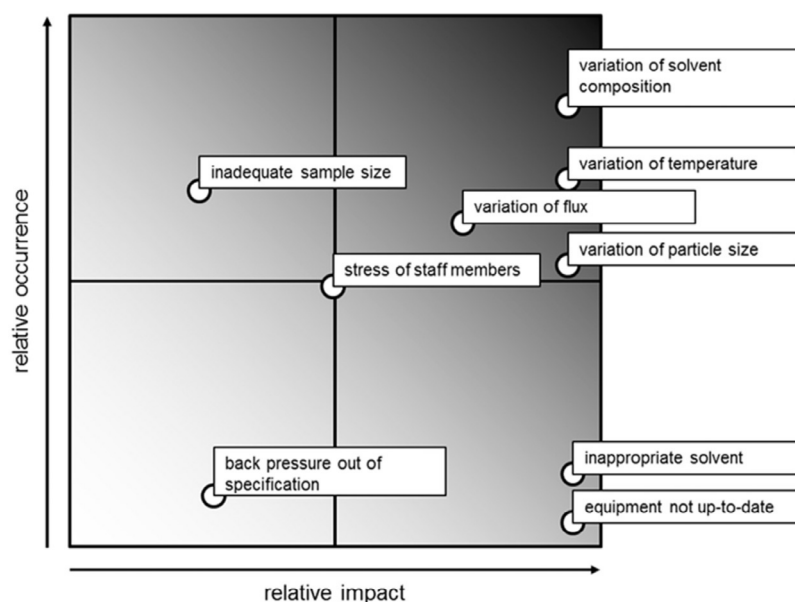 variation of solvent
composition
inadequate sample size
variation of temperature
variation of flux
variation of particle size
stress of staff members
relative occurrence
back pressure out of
specification
inappropriate solvent
equipment not up-to-date
relative impact